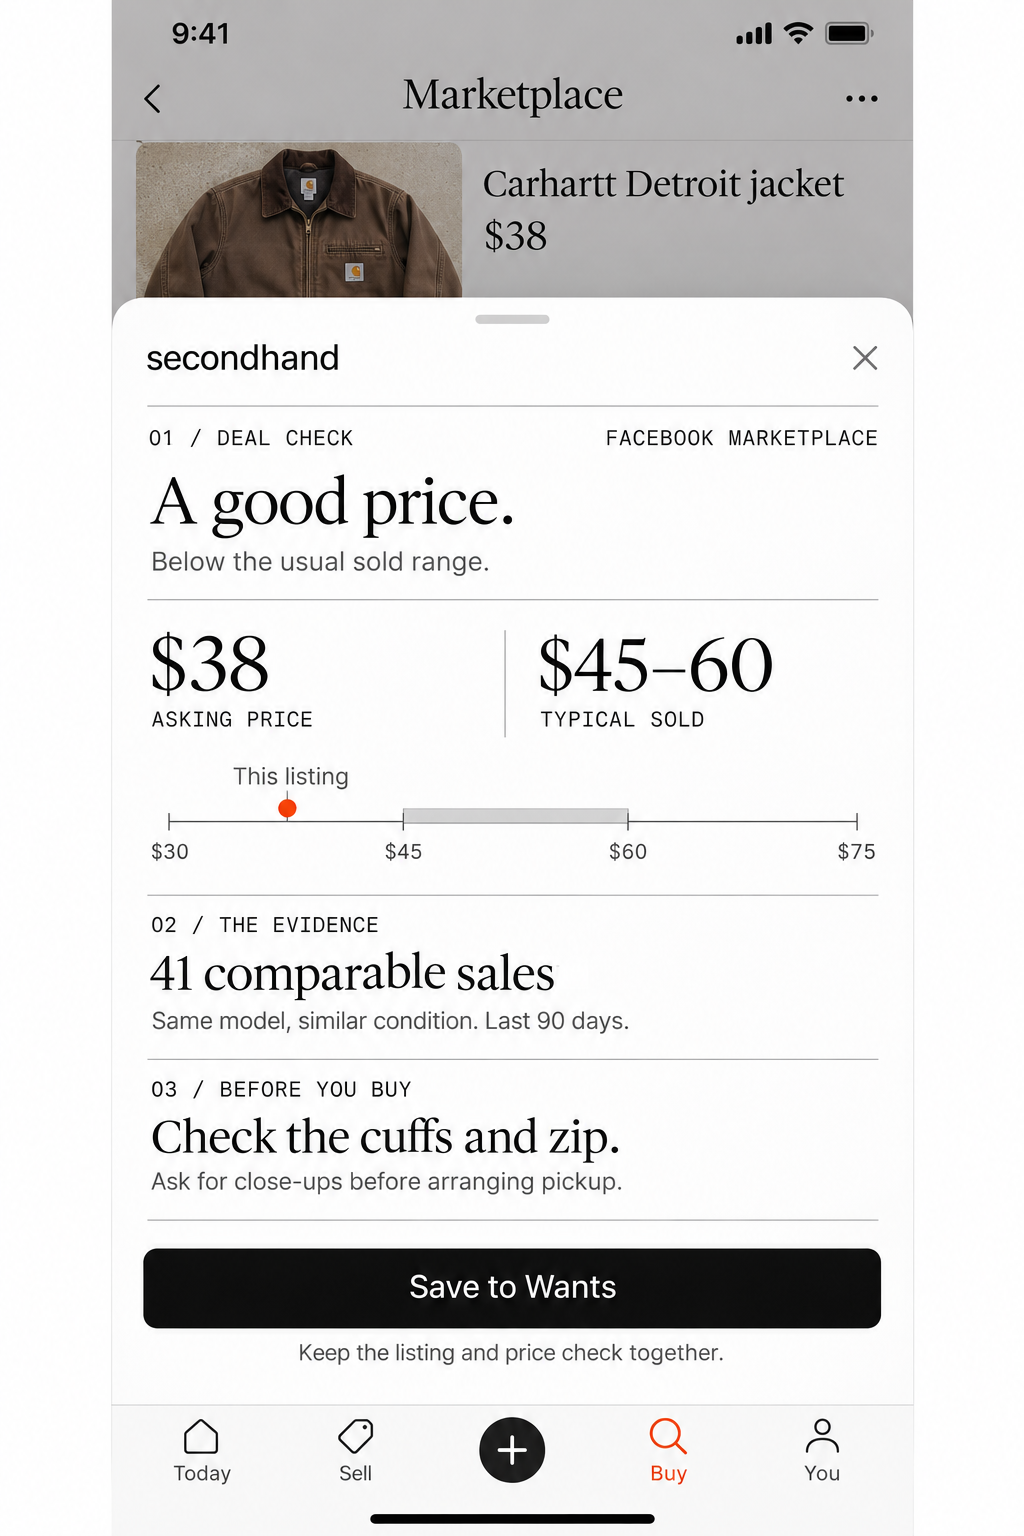 9:41
Marketplace
Carhartt Detroit jacket
$38
secondhand
01 / DEAL CHECK
FACEBOOK MARKETPLACE
A good price.
Below the usual sold range.
$38
ASKING PRICE
$45–60
TYPICAL SOLD
This listing
$30 $45 $60 $75
02 / THE EVIDENCE
41 comparable sales
Same model, similar condition. Last 90 days.
03 / BEFORE YOU BUY
Check the cuffs and zip.
Ask for close-ups before arranging pickup.
Save to Wants
Keep the listing and price check together.
Today Sell Buy You